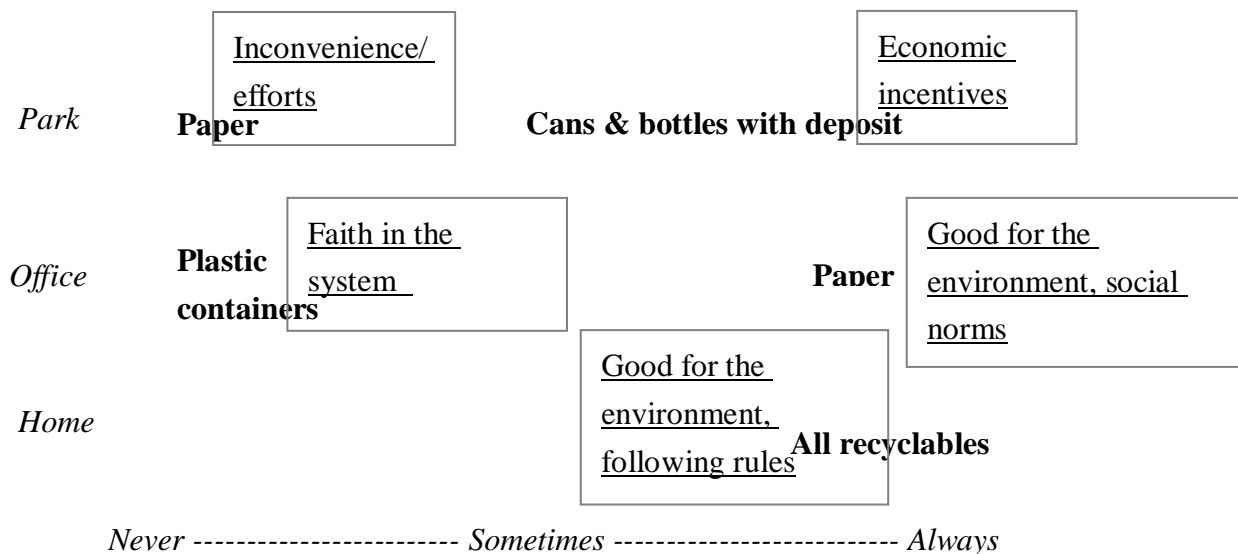 Inconvenience/
efforts
Economic
incentives
Park
Paper
Cans & bottles with deposit
Faith in the
system
Good for the
environment, social
norms
Office
Plastic
containers
Paper
Good for the
environment,
following rules
Home
All recyclables
Never ------------------------- Sometimes --------------------------- Always